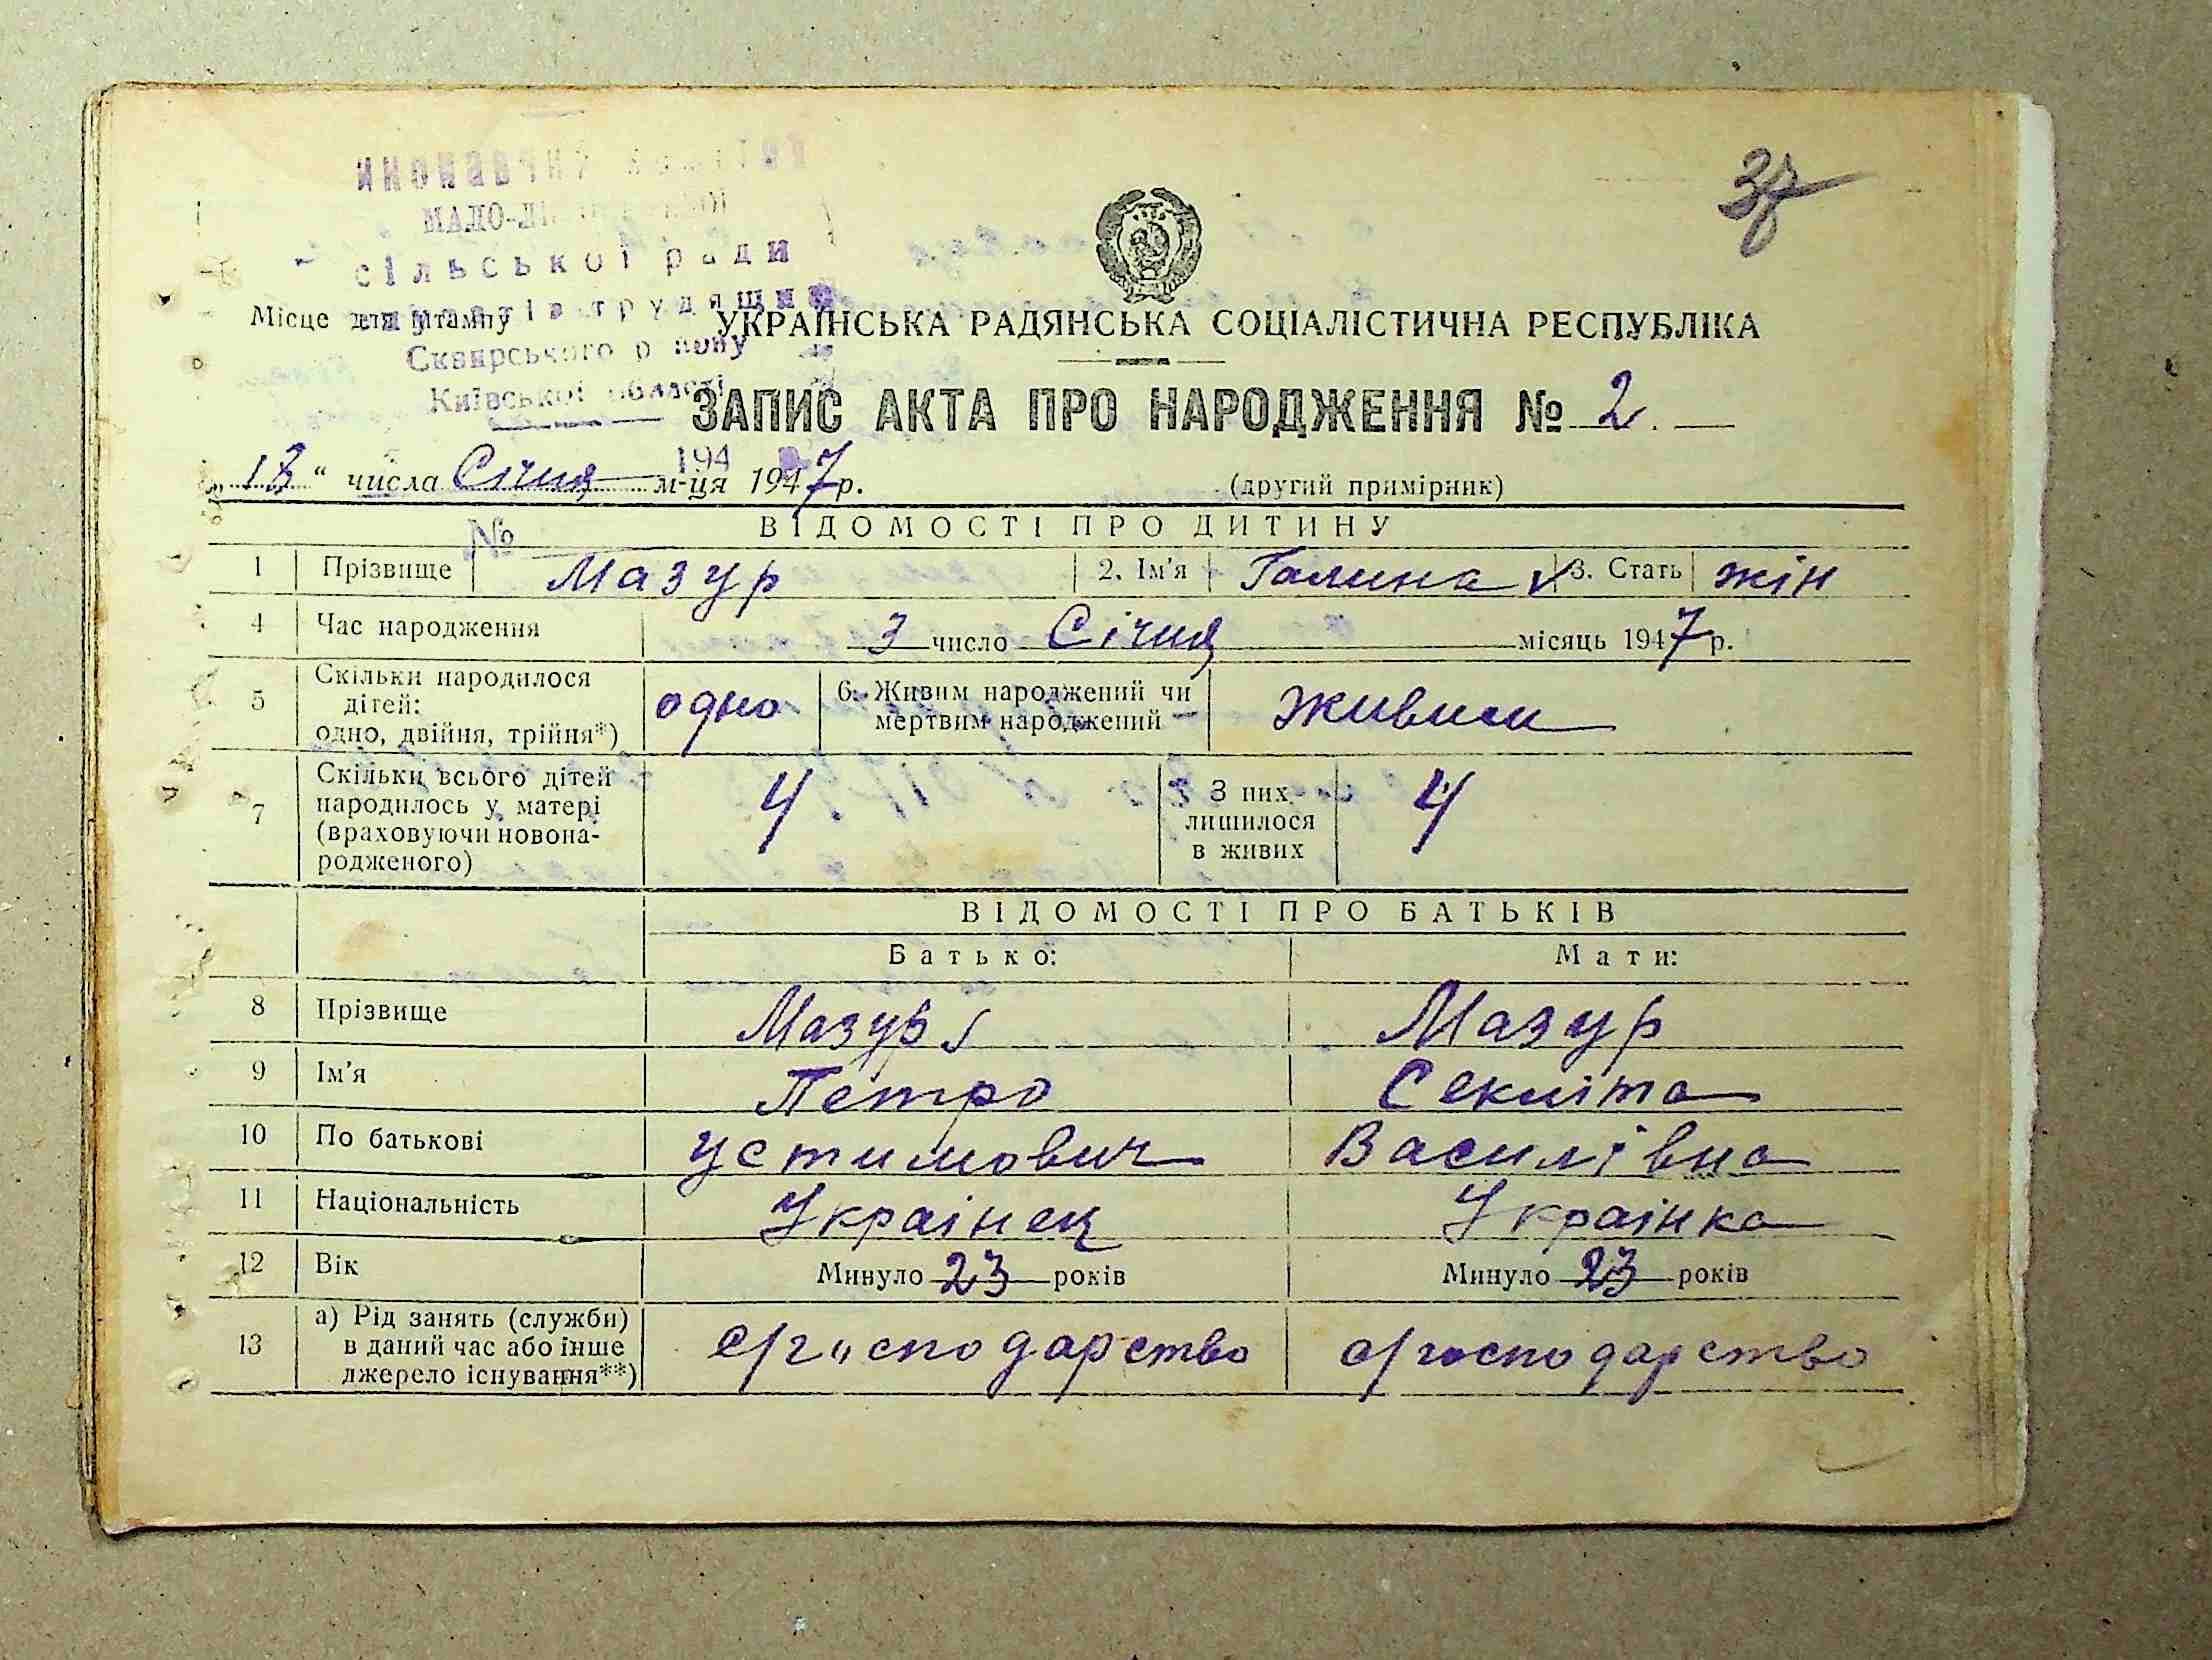 37
сільської ради
Місце для штампу
УКРАЇНСЬКА РАДЯНСЬКА СОЦІАЛІСТИЧНА РЕСПУБЛІКА
Сквирського району
Київської області
ЗАПИС АКТА ПРО НАРОДЖЕННЯ № 2.
194
"13" числа Січня м-ця 1947 р. (другий примірник)
№
ВІДОМОСТІ ПРО ДИТИНУ
1 Прізвище Мазур 2. Ім'я Галина 3. Стать жін
4 Час народження 3 число Січня місяць 1947 р.
5 Скільки народилося дітей: одно, двійня, трійня*) одно 6. Живим народжений чи мертвим народжений живим
7 Скільки всього дітей народилось у матері (враховуючи новонародженого) 4 З них лишилося в живих 4
ВІДОМОСТІ ПРО БАТЬКІВ
Батько: Мати:
8 Прізвище Мазур Мазур
9 Ім'я Петро Секліта
10 По батькові Устимович Василівна
11 Національність Українец Українка
12 Вік Минуло 23 років Минуло 23 років
13 а) Рід занять (служби) в даний час або інше джерело існування**) с/господарство с/господарство